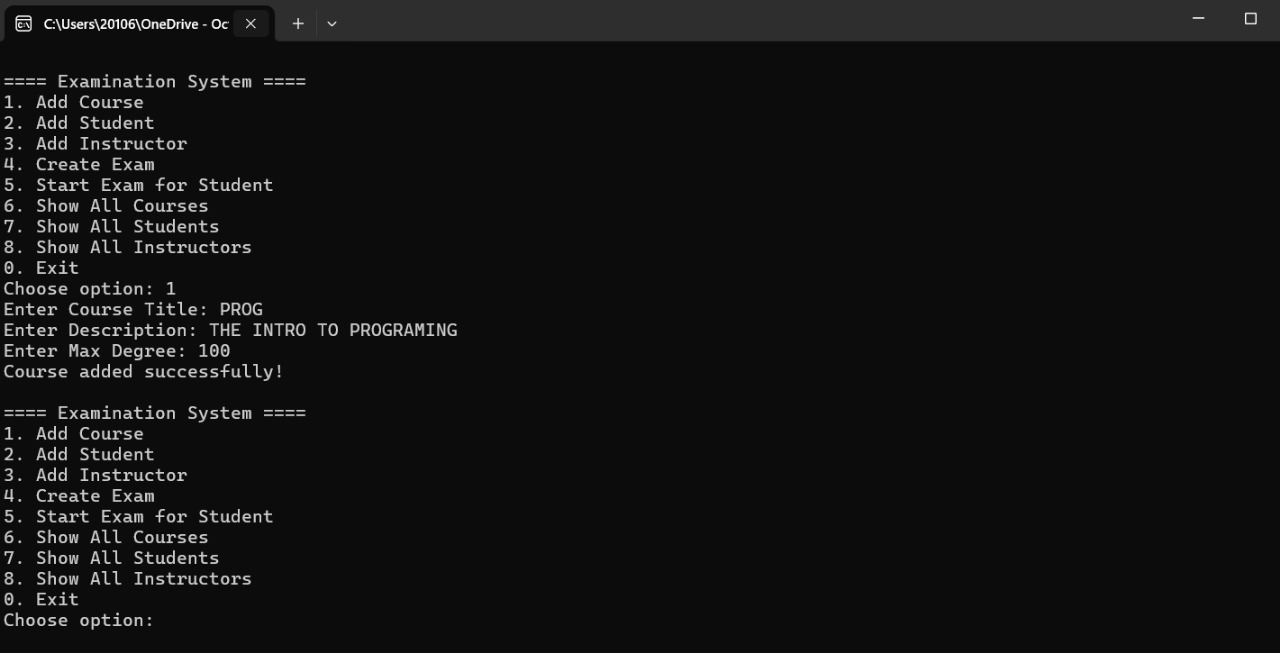 C:\Users\20106\OneDrive - Oc
==== Examination System ====
1. Add Course
2. Add Student
3. Add Instructor
4. Create Exam
5. Start Exam for Student
6. Show All Courses
7. Show All Students
8. Show All Instructors
0. Exit
Choose option: 1
Enter Course Title: PROG
Enter Description: THE INTRO TO PROGRAMING
Enter Max Degree: 100
Course added successfully!
==== Examination System ====
1. Add Course
2. Add Student
3. Add Instructor
4. Create Exam
5. Start Exam for Student
6. Show All Courses
7. Show All Students
8. Show All Instructors
0. Exit
Choose option: